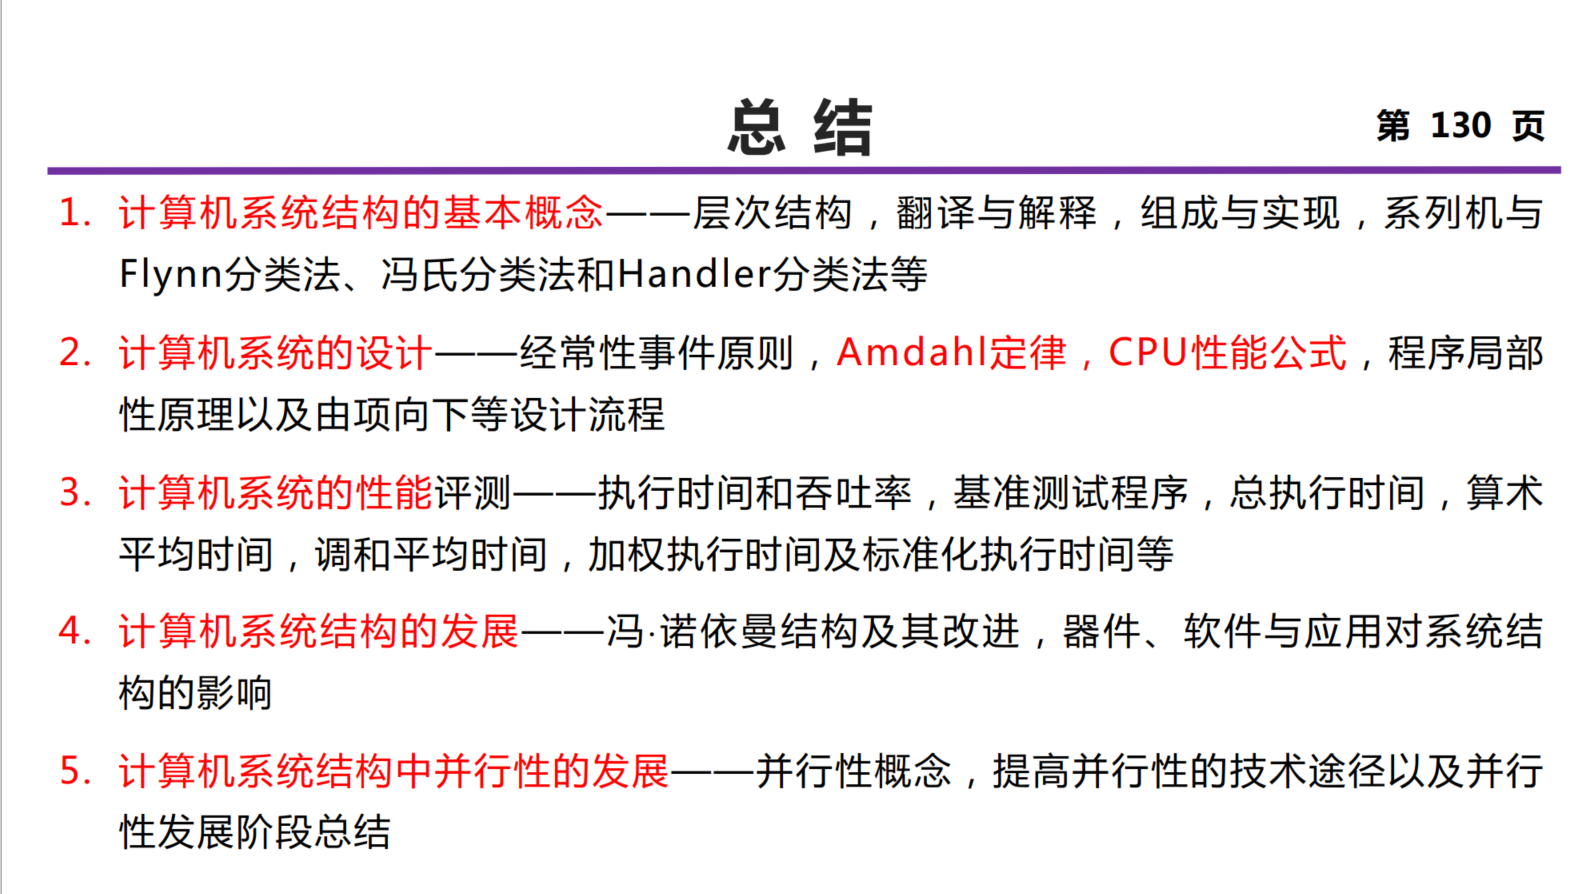 总 结
第 130 页
1. 计算机系统结构的基本概念——层次结构，翻译与解释，组成与实现，系列机与
Flynn分类法、冯氏分类法和Handler分类法等
2. 计算机系统的设计——经常性事件原则，Amdahl定律，CPU性能公式，程序局部
性原理以及由项向下等设计流程
3. 计算机系统的性能评测——执行时间和吞吐率，基准测试程序，总执行时间，算术
平均时间，调和平均时间，加权执行时间及标准化执行时间等
4. 计算机系统结构的发展——冯·诺依曼结构及其改进，器件、软件与应用对系统结
构的影响
5. 计算机系统结构中并行性的发展——并行性概念，提高并行性的技术途径以及并行
性发展阶段总结